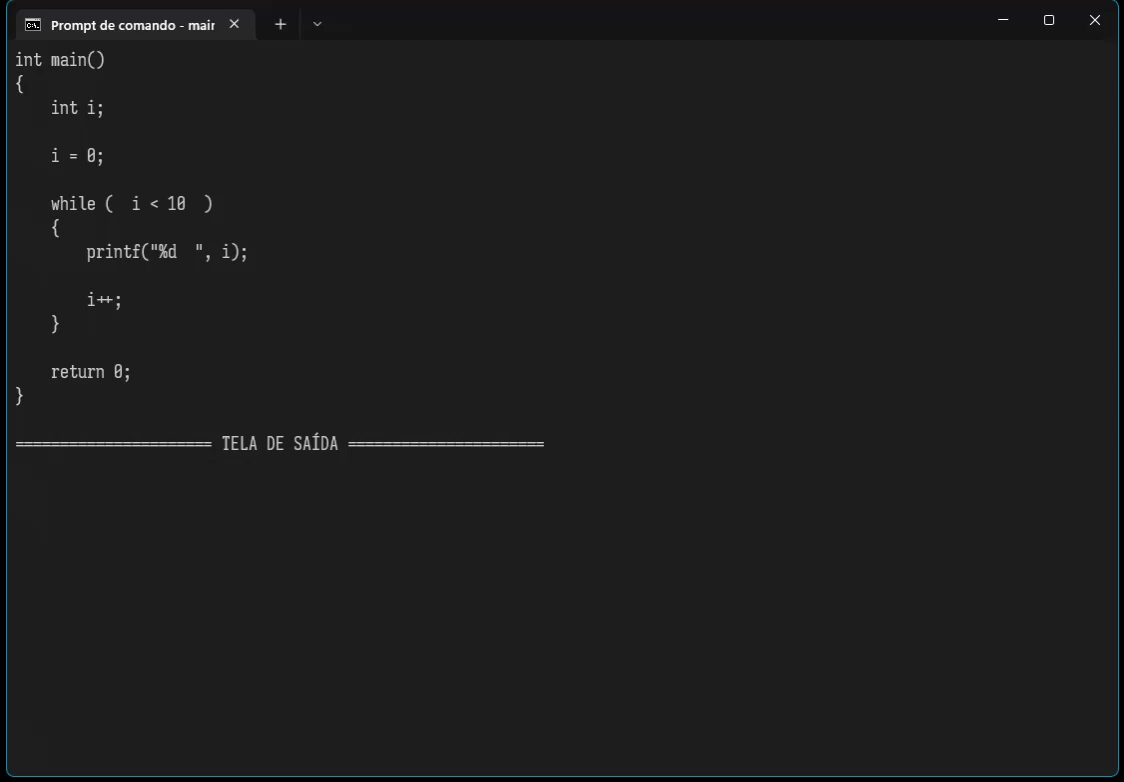 Prompt de comando - mair
int main()
{
    int i;
    i = 0;
    while (  i < 10  )
    {
        printf("%d  ", i);
        i++;
    }
    return 0;
}
====================== TELA DE SAÍDA ======================